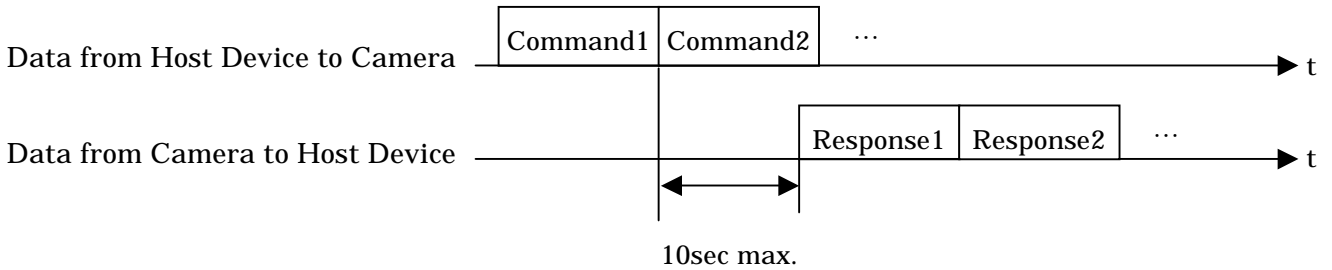 Command1 Command2 …
Data from Host Device to Camera t
Response1 Response2 …
Data from Camera to Host Device t
10sec max.